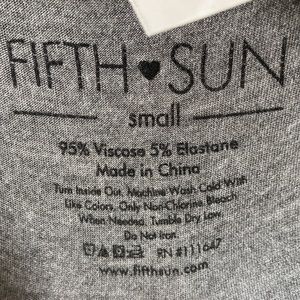 FIFTH ♥ SUN
small
95% Viscose 5% Elastane
Made in China
Turn Inside Out. Machine Wash Cold With
Like Colors. Only Non-Chlorine Bleach
When Needed. Tumble Dry Low.
Do Not Iron.
RN #111647
www.fifthsun.com